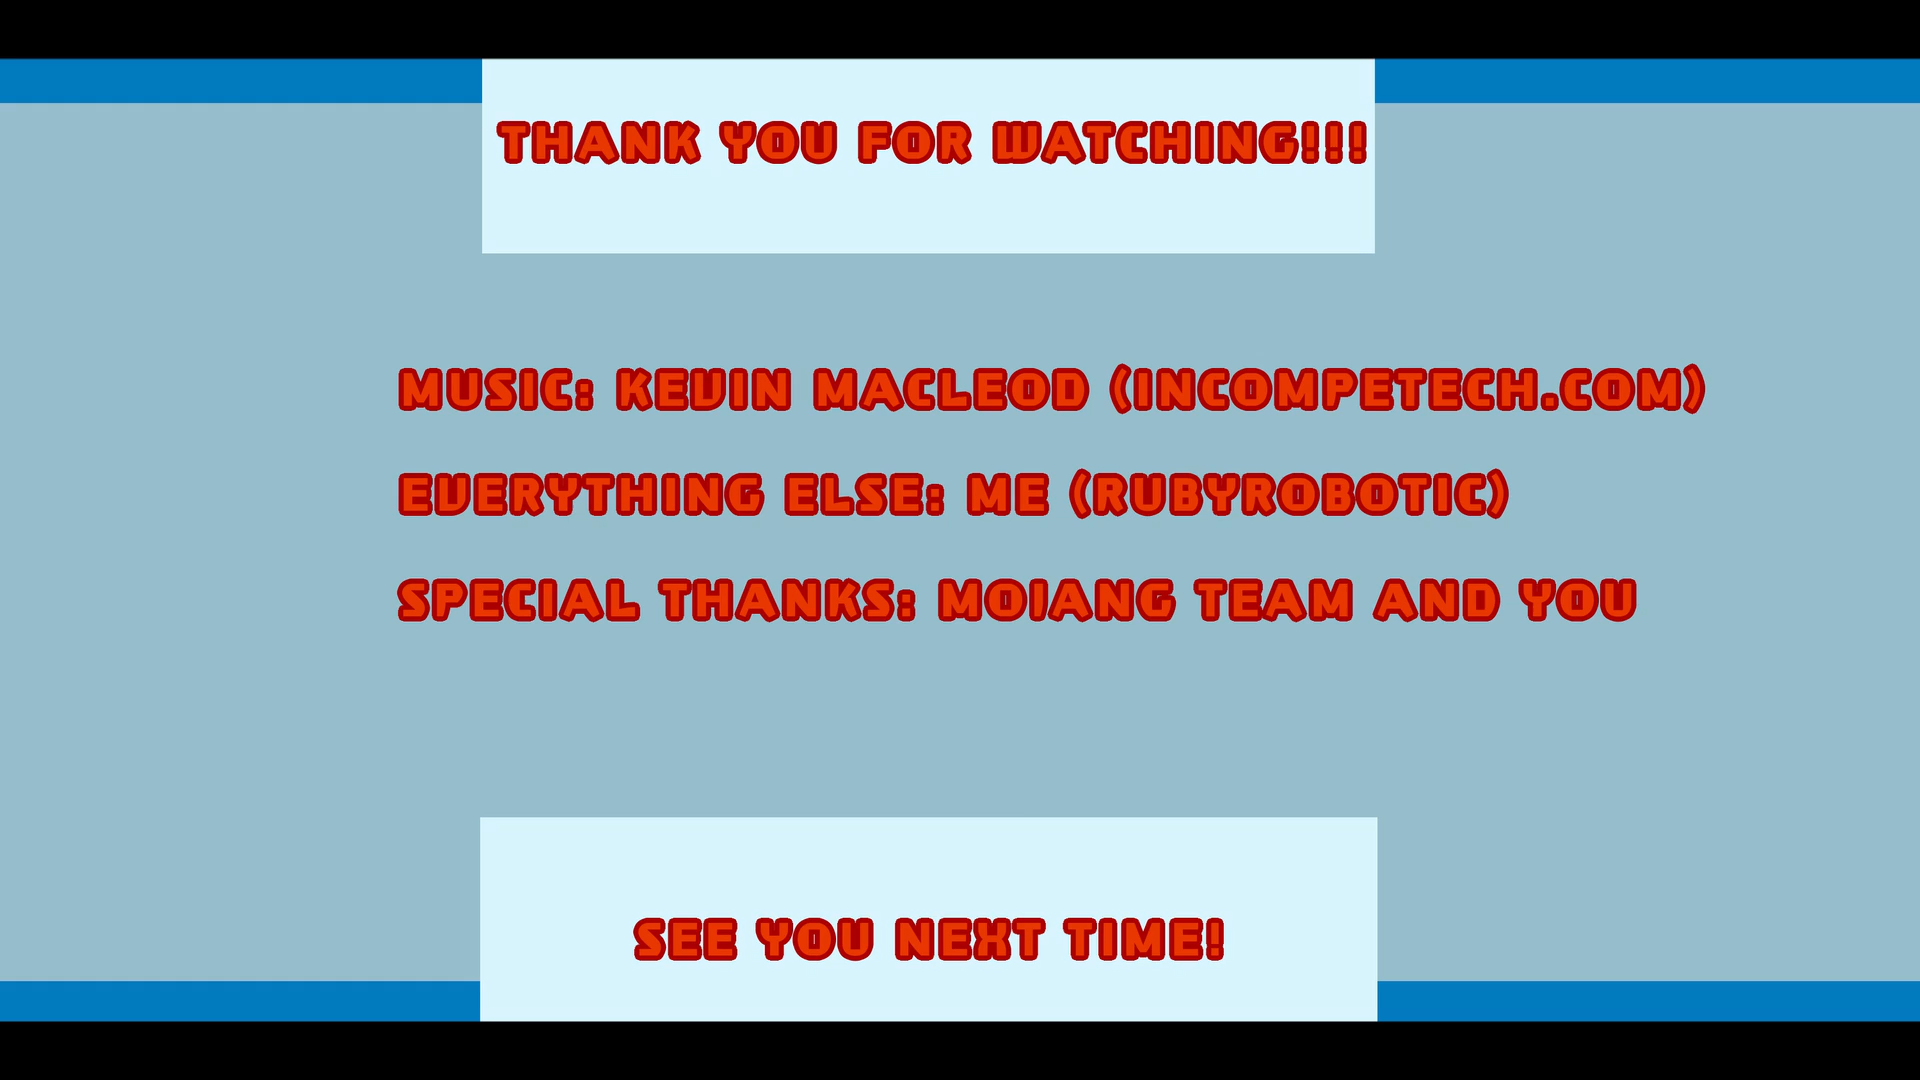 THANK YOU FOR WATCHING!!!
MUSIC: KEVIN MACLEOD (INCOMPETECH.COM)
EVERYTHING ELSE: ME (RUBYROBOTIC)
SPECIAL THANKS: MOJANG TEAM AND YOU
SEE YOU NEXT TIME!